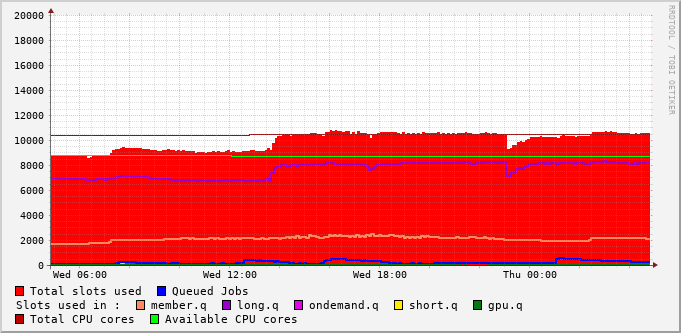 20000
18000
16000
14000
12000
10000
8000
6000
4000
2000
0
Wed 06:00 Wed 12:00 Wed 18:00 Thu 00:00
Total slots used Queued Jobs
Slots used in : member.q long.q ondemand.q short.q gpu.q
Total CPU cores Available CPU cores
RRDTOOL / TOBI OETIKER